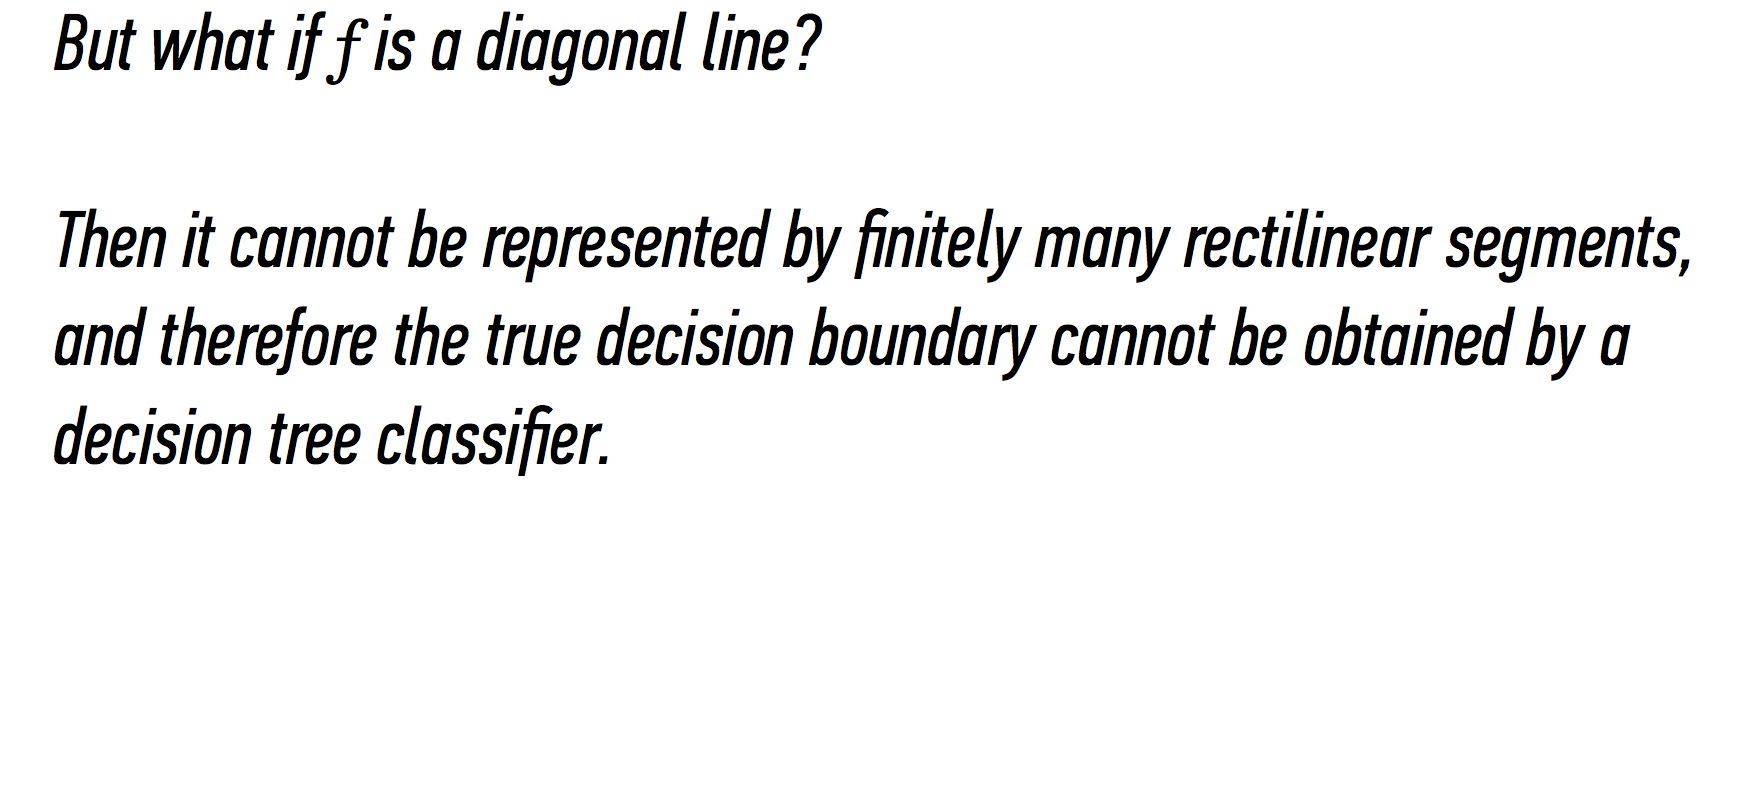 But what if f is a diagonal line?
Then it cannot be represented by finitely many rectilinear segments,
and therefore the true decision boundary cannot be obtained by a
decision tree classifier.